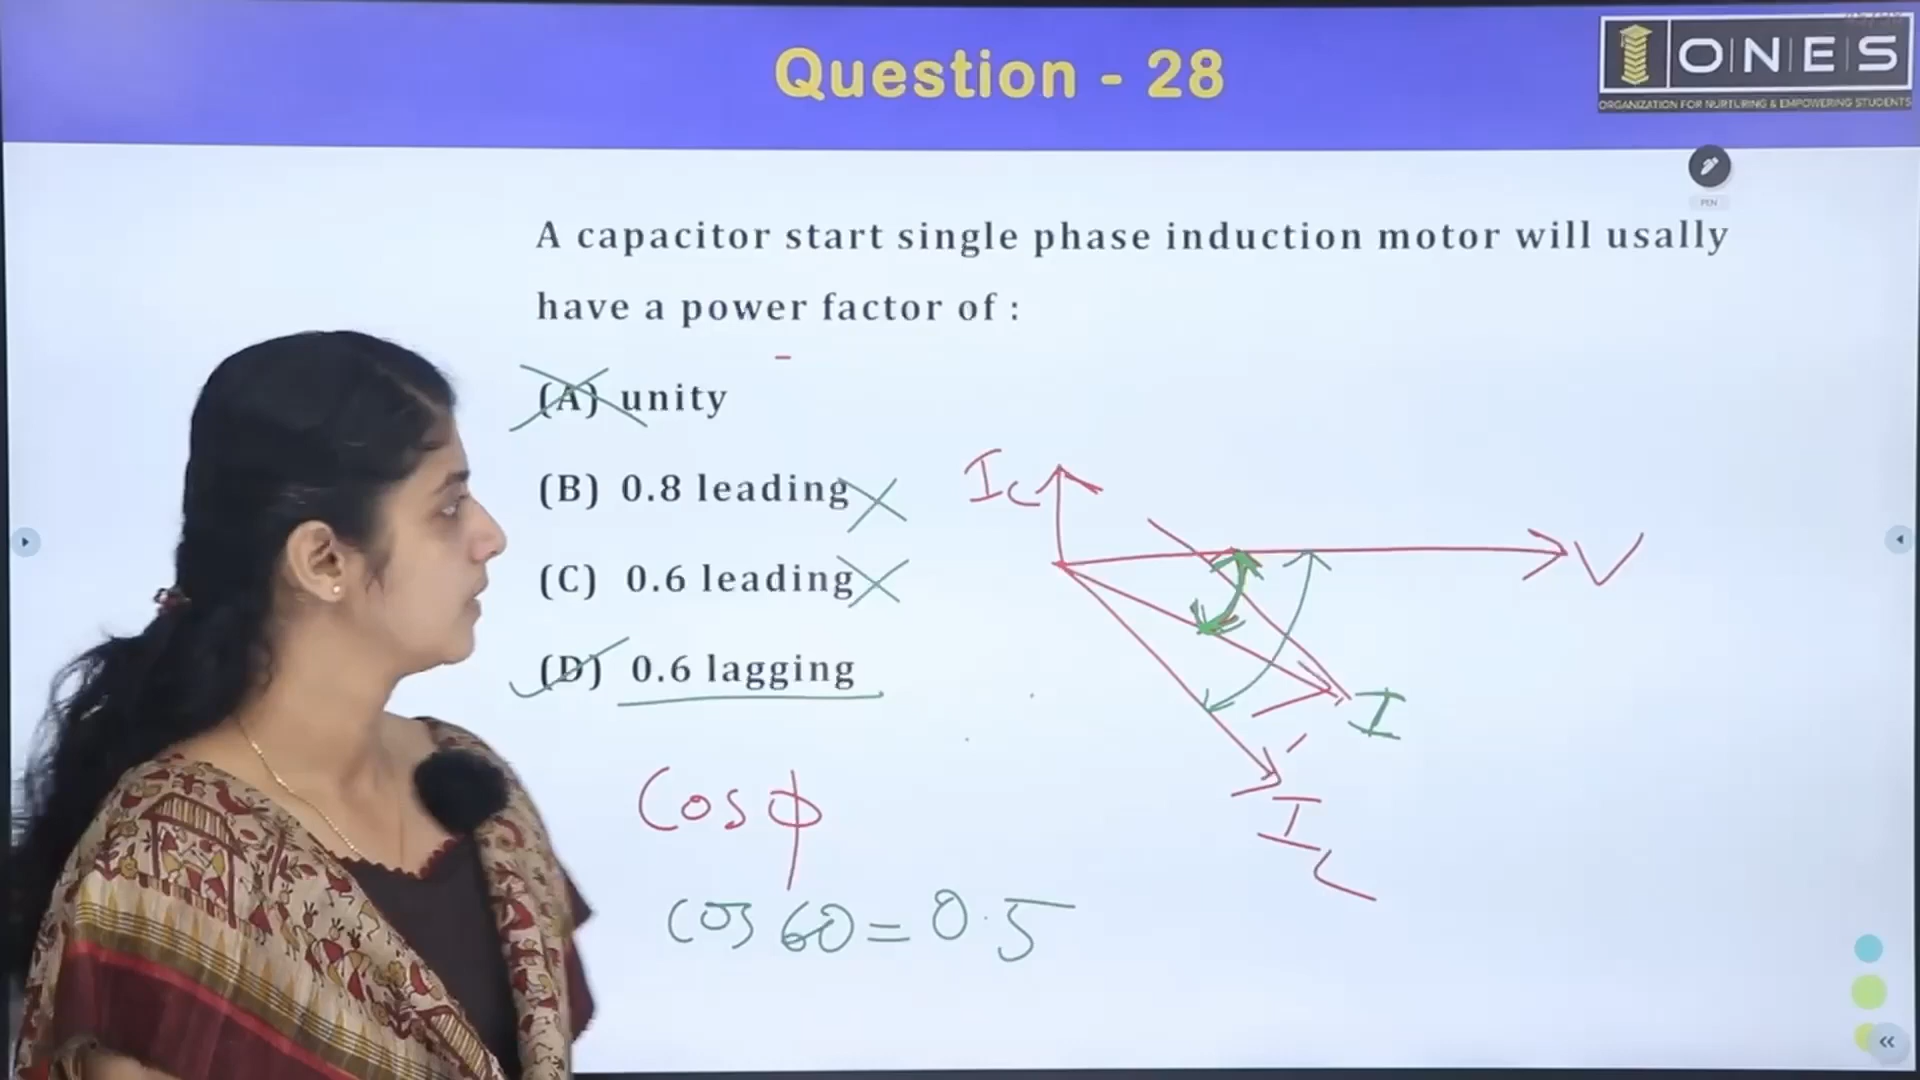 Question - 28
O|N|E|S
ORGANIZATION FOR NURTURING & EMPOWERING STUDENTS
PEN
A capacitor start single phase induction motor will usally
have a power factor of :
(A) unity
(B) 0.8 leading
(C) 0.6 leading
(D) 0.6 lagging
Ic
V
I
IL
Cos ϕ
cos 60 = 0.5